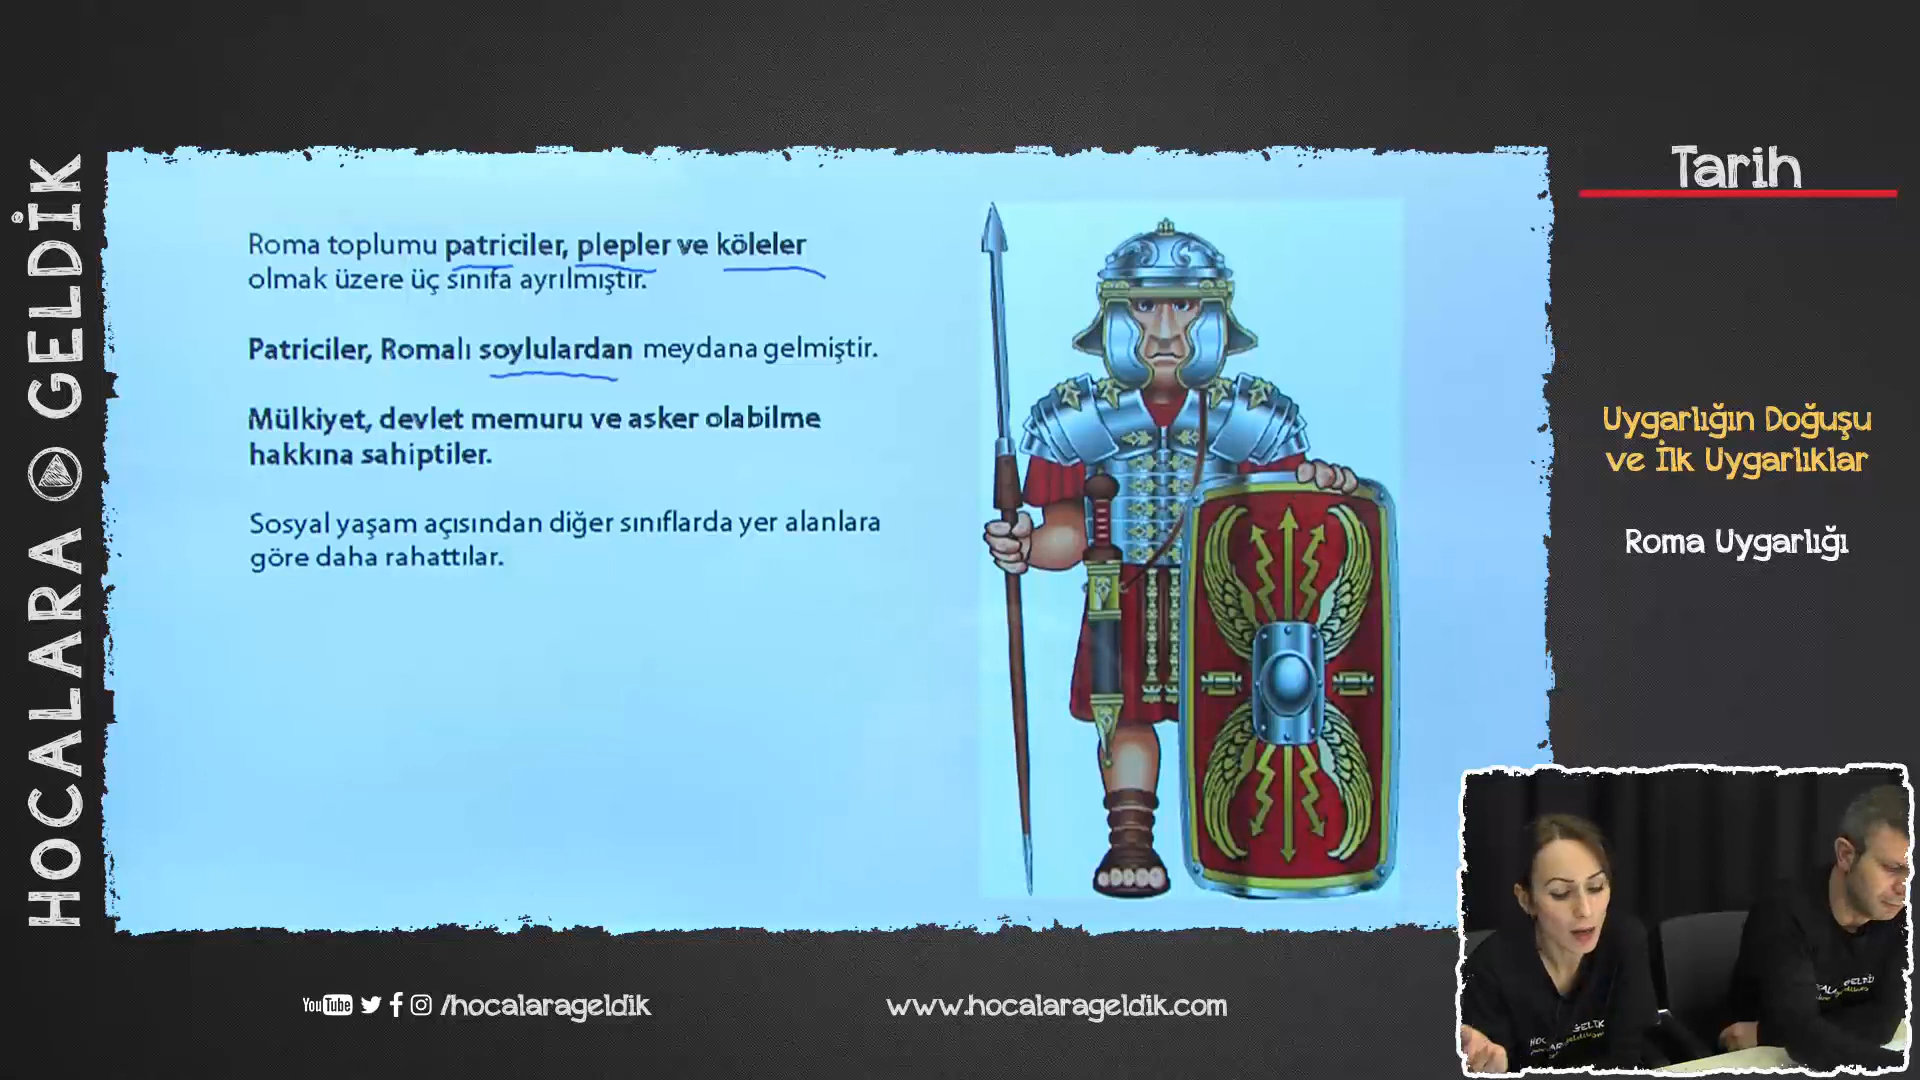 HOCALARA GELDİK
Roma toplumu patriciler, plepler ve köleler
olmak üzere üç sınıfa ayrılmıştır.
Patriciler, Romalı soylulardan meydana gelmiştir.
Mülkiyet, devlet memuru ve asker olabilme
hakkına sahiptiler.
Sosyal yaşam açısından diğer sınıflarda yer alanlara
göre daha rahattılar.
Tarih
Uygarlığın Doğuşu
ve İlk Uygarlıklar
Roma Uygarlığı
YouTube /hocalarageldik
www.hocalarageldik.com